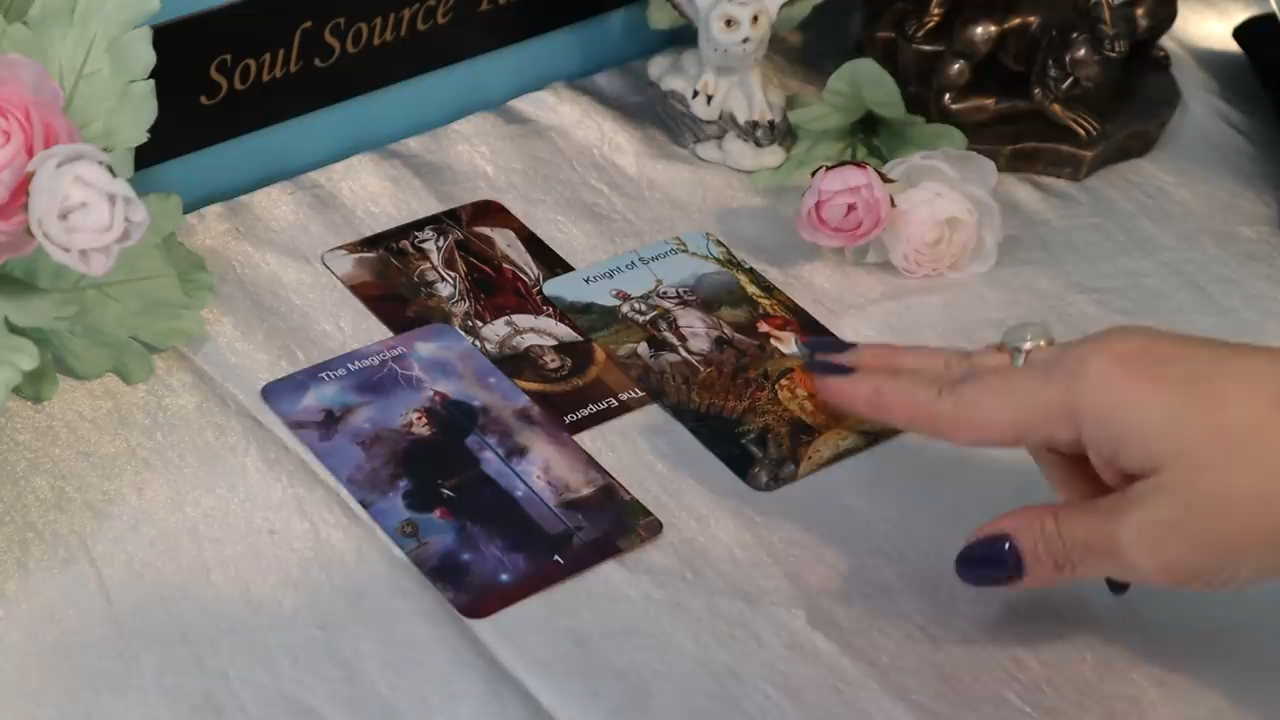 Soul Source
Knight of Swords
The Magician
The Emperor
1